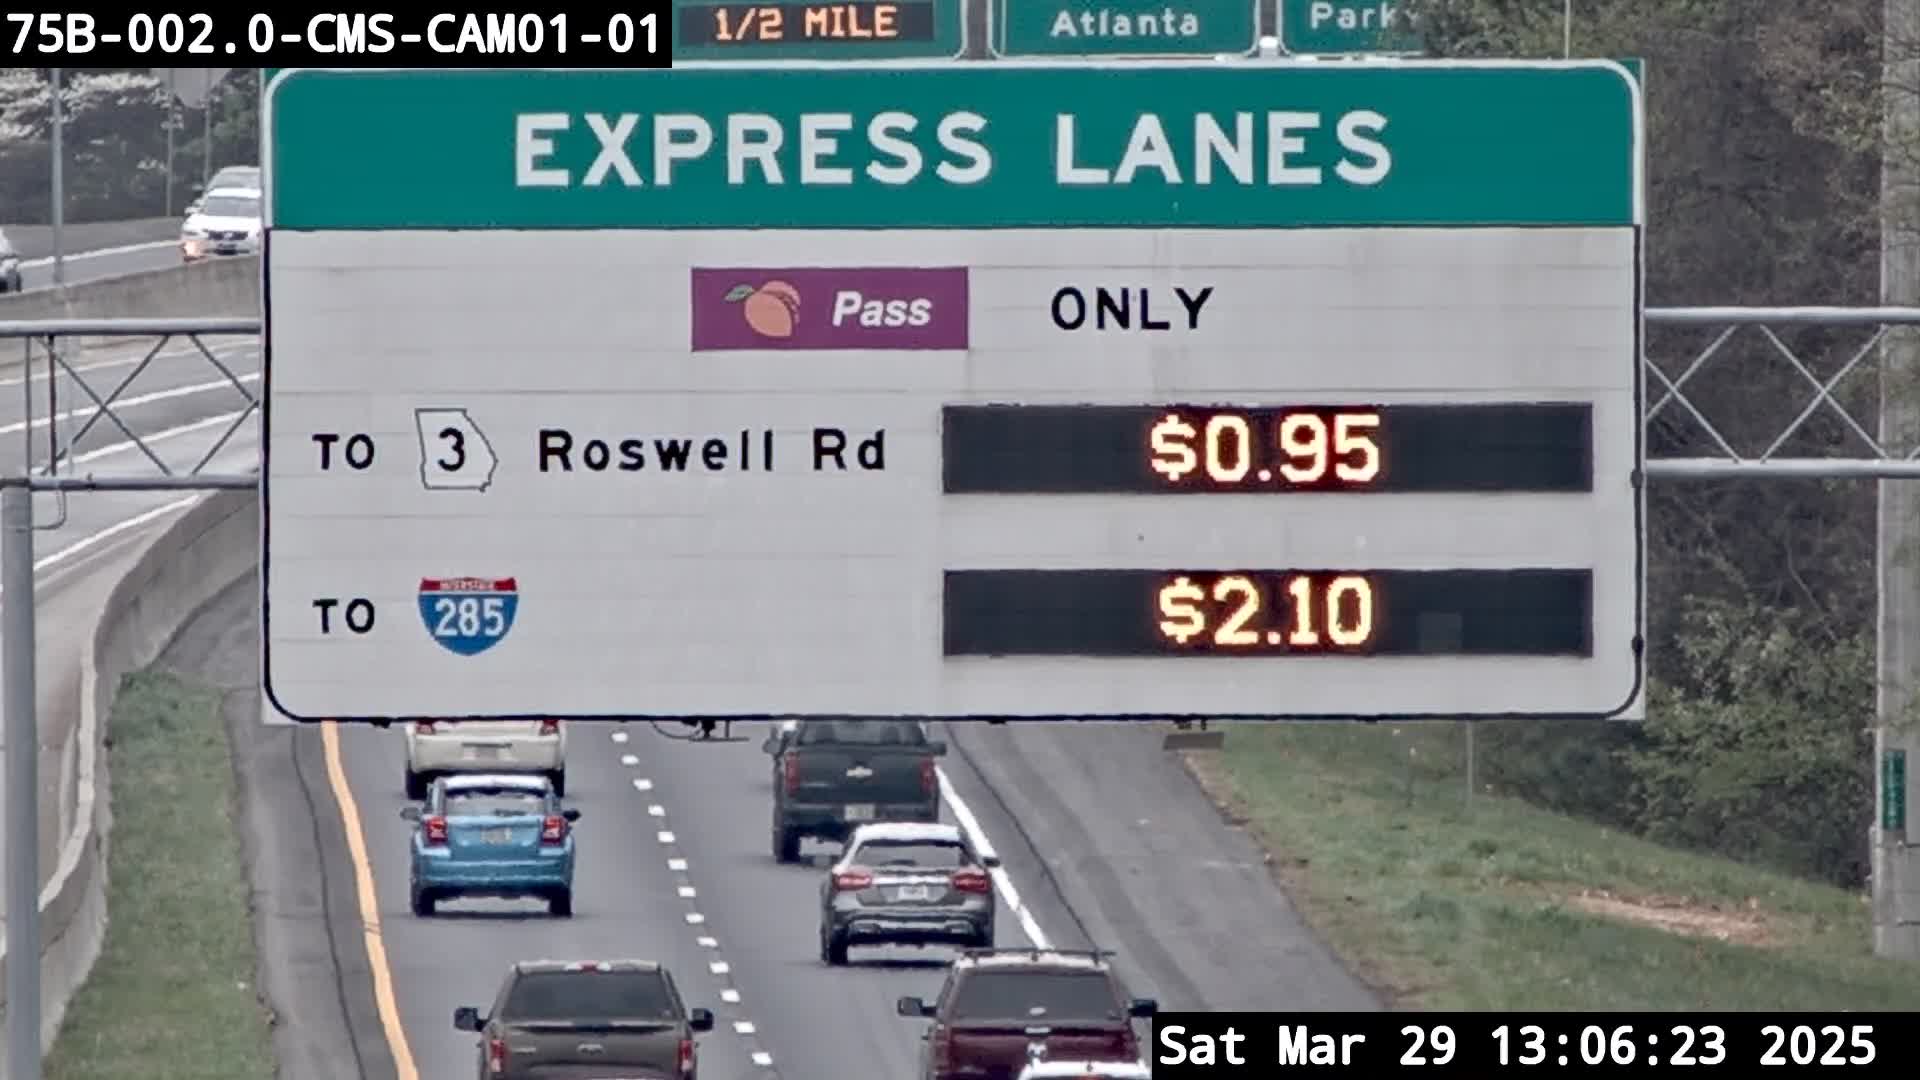 75B-002.0-CMS-CAM01-01
1/2 MILE
Atlanta
EXPRESS LANES
Pass ONLY
TO 3 Roswell Rd $0.95
TO INTERSTATE 285 $2.10
Sat Mar 29 13:06:23 2025